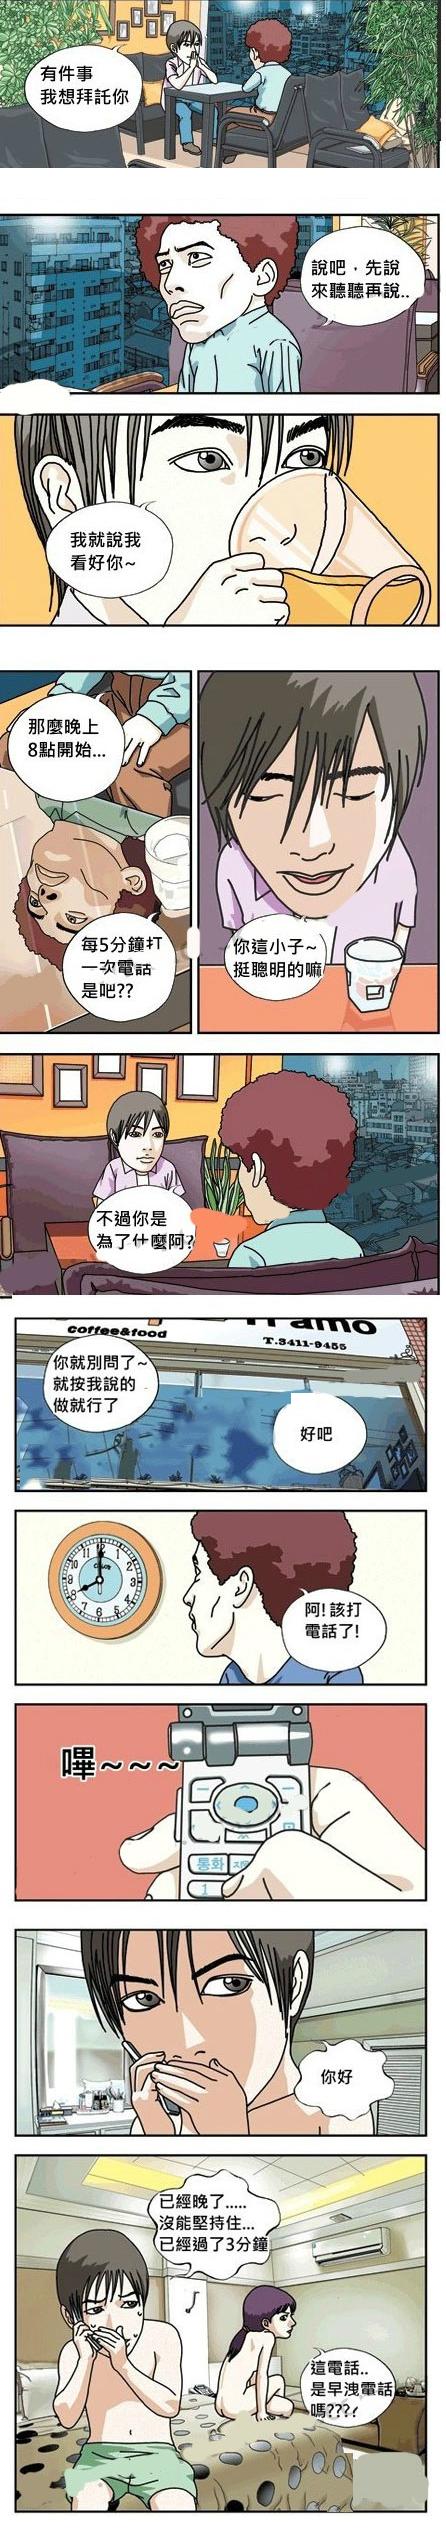 有件事
我想拜託你
說吧，先說
來聽聽再說..
我就說我
看好你~
那麼晚上
8點開始...
每5分鐘打
一次電話
是吧??
你這小子~
挺聰明的嘛
不過你是
為了什麼阿?
coffee&food
T.3411-9455
你就別問了~
就按我說的
做就行了
好吧
阿!該打
電話了!
嗶~~~
통화
1
你好
已經晚了.....
沒能堅持住...
已經過了3分鐘
這電話..
是早洩電話
嗎???